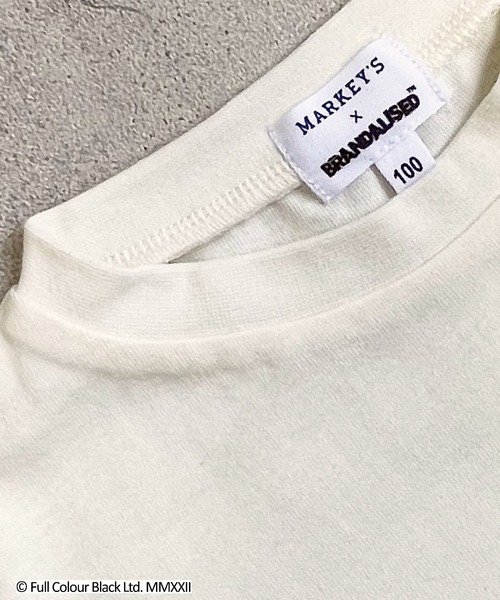 MARKEY'S
×
BRANDALISED™
100
© Full Colour Black Ltd. MMXXII